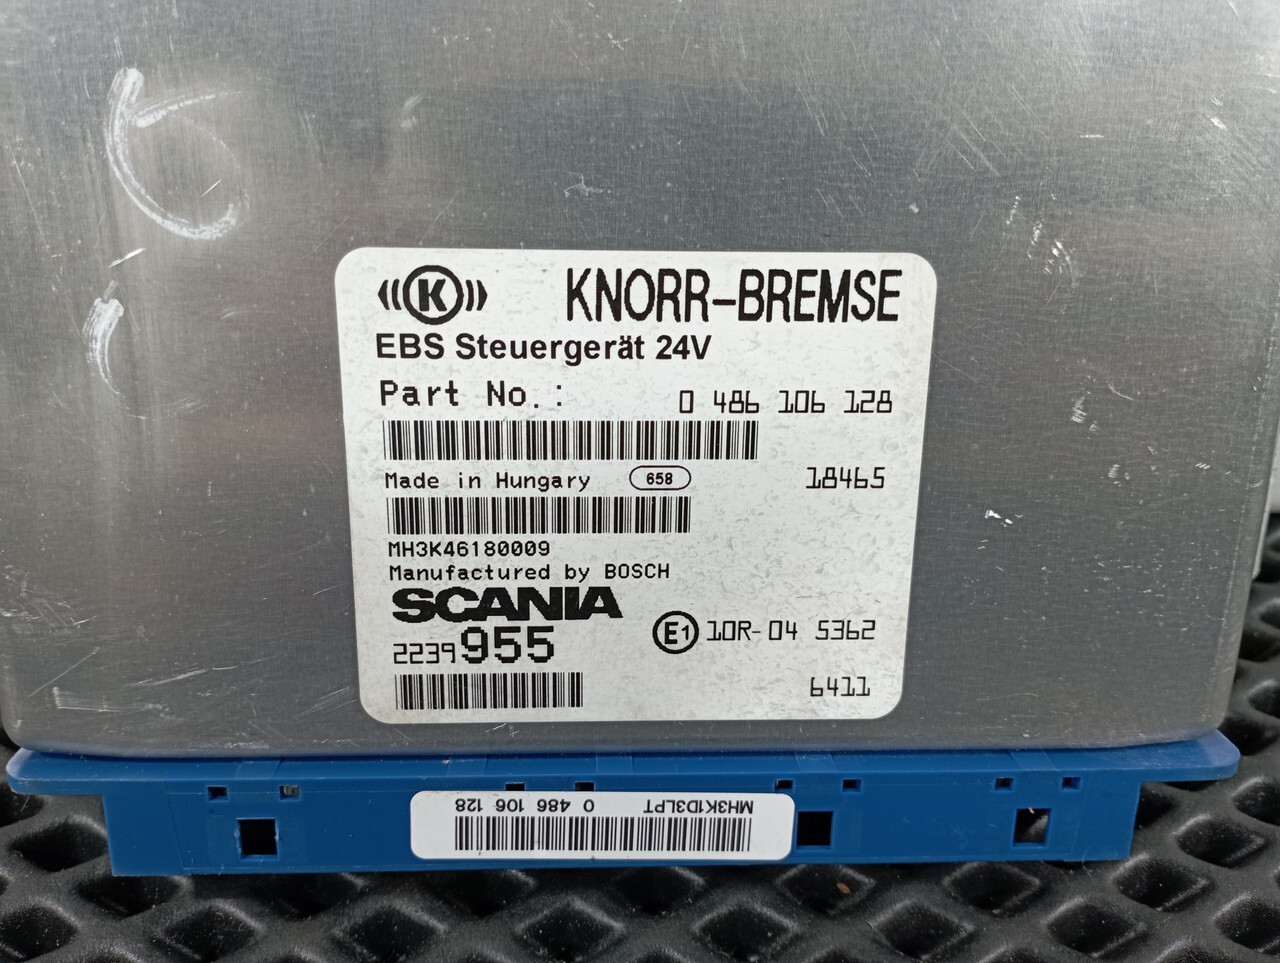 K KNORR-BREMSE
EBS Steuergerät 24V
Part No.: 0 486 106 128
Made in Hungary 658 18465
MH3K46180009
Manufactured by BOSCH
SCANIA
2239955 E1 10R-04 5362
6411
MH3K1D3LPT 0 486 106 128